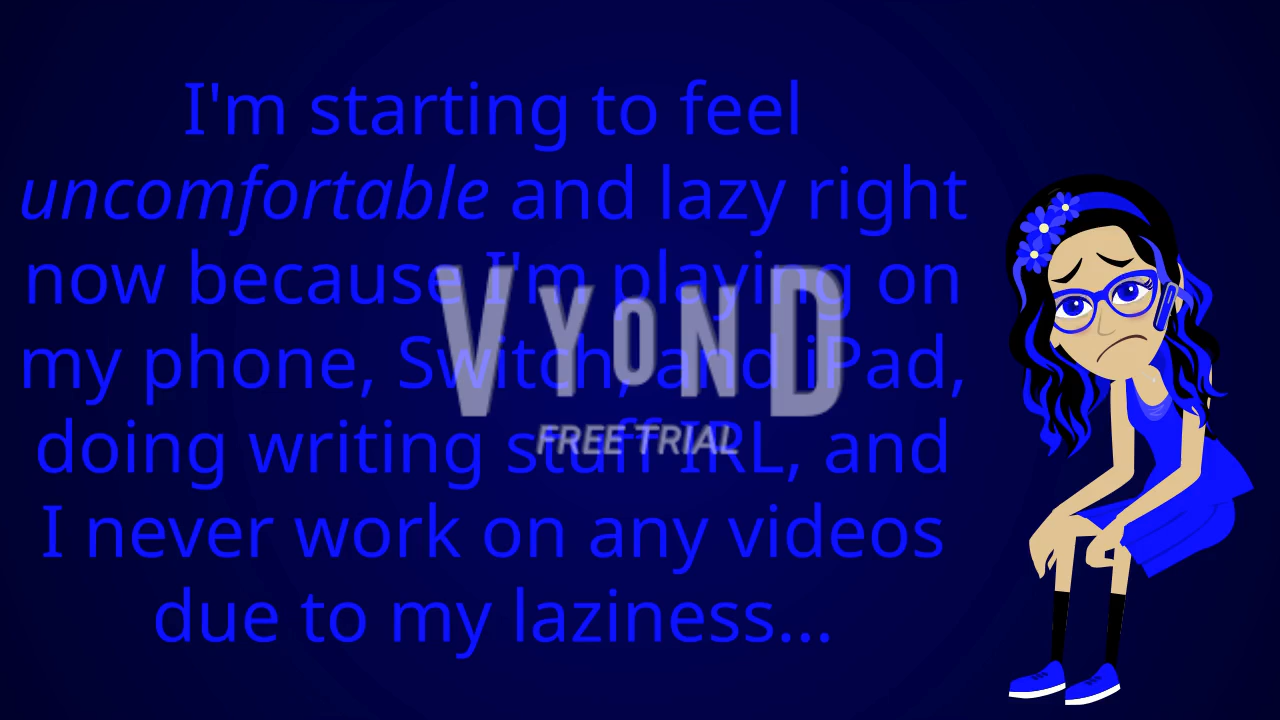 I'm starting to feel
uncomfortable and lazy right
now because I'm playing on
my phone, Switch, and iPad,
doing writing stuff IRL, and
I never work on any videos
due to my laziness...
VYOND
FREE TRIAL